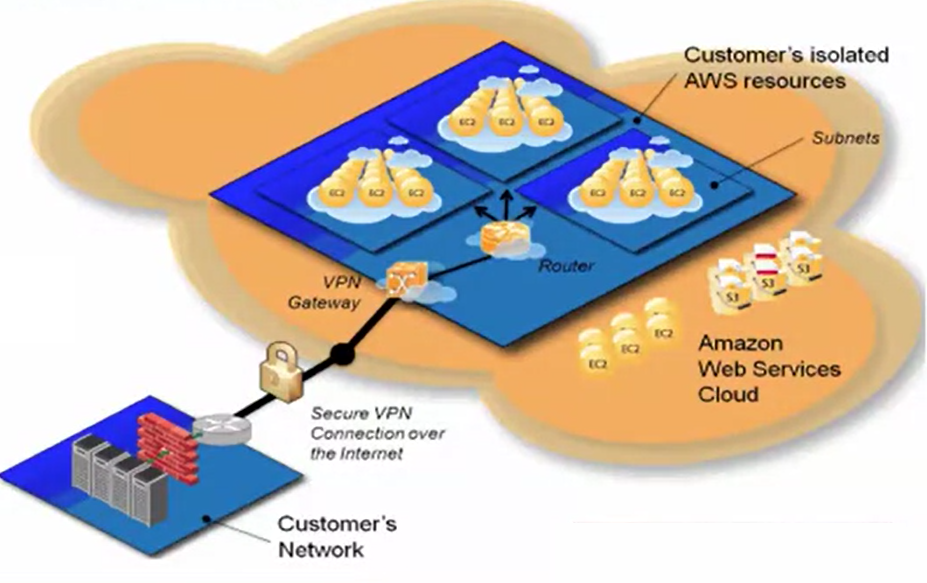 Customer's isolated
AWS resources
Subnets
EC2 EC2 EC2
EC2 EC2 EC2
EC2 EC2 EC2
Router
VPN
Gateway
S3 S3 S3
EC2 EC2 EC2
Amazon
Web Services
Cloud
Secure VPN
Connection over
the Internet
Customer's
Network